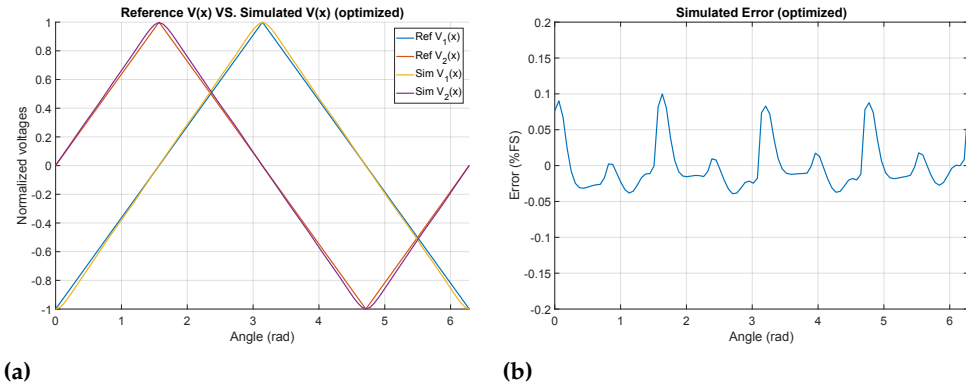 Reference V(x) VS. Simulated V(x) (optimized)
Normalized voltages
1
0.8
0.6
0.4
0.2
0
-0.2
-0.4
-0.6
-0.8
-1
0 1 2 3 4 5 6
Angle (rad)
Ref V1(x)
Ref V2(x)
Sim V1(x)
Sim V2(x)
(a)
Simulated Error (optimized)
Error (%FS)
0.2
0.15
0.1
0.05
0
-0.05
-0.1
-0.15
-0.2
0 1 2 3 4 5 6
Angle (rad)
(b)